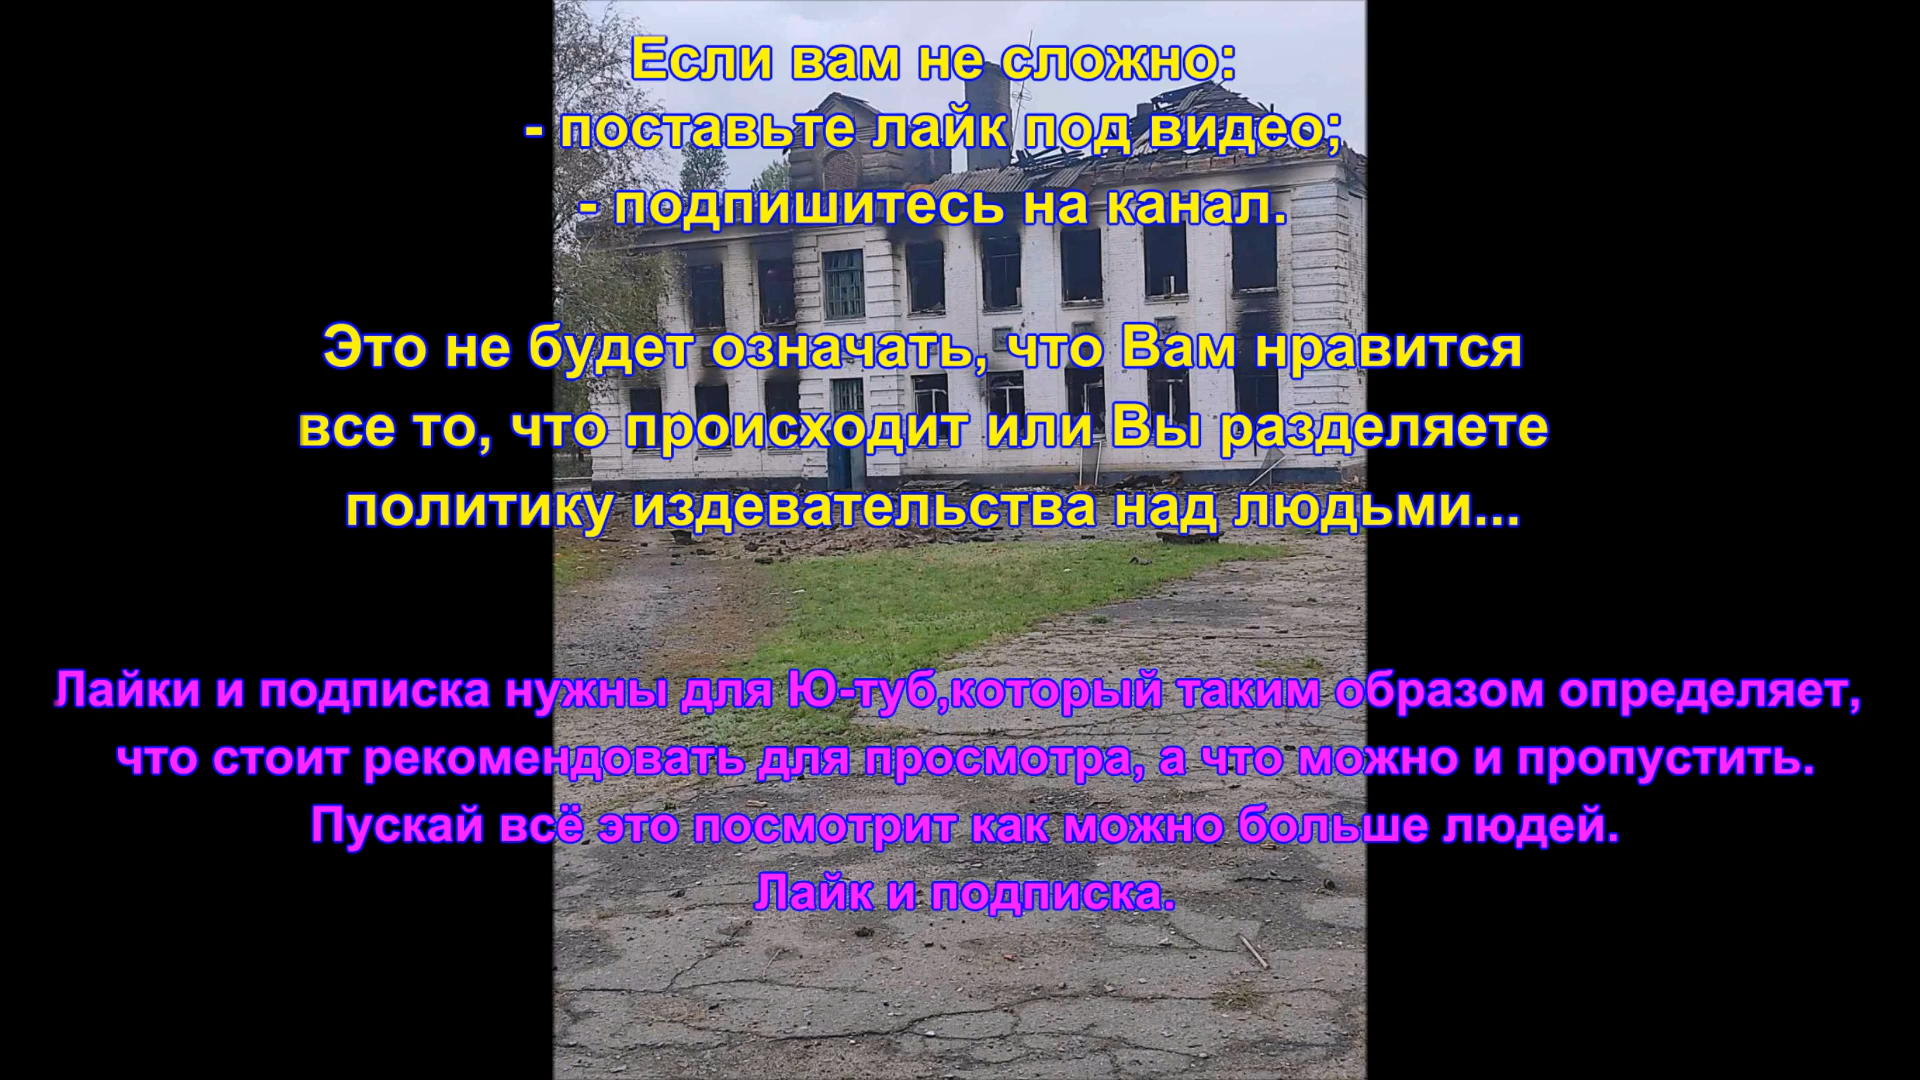 Если вам не сложно:
- поставьте лайк под видео;
- подпишитесь на канал.
Это не будет означать, что Вам нравится
все то, что происходит или Вы разделяете
политику издевательства над людьми...
Лайки и подписка нужны для Ю-туб,который таким образом определяет,
что стоит рекомендовать для просмотра, а что можно и пропустить.
Пускай всё это посмотрит как можно больше людей.
Лайк и подписка.